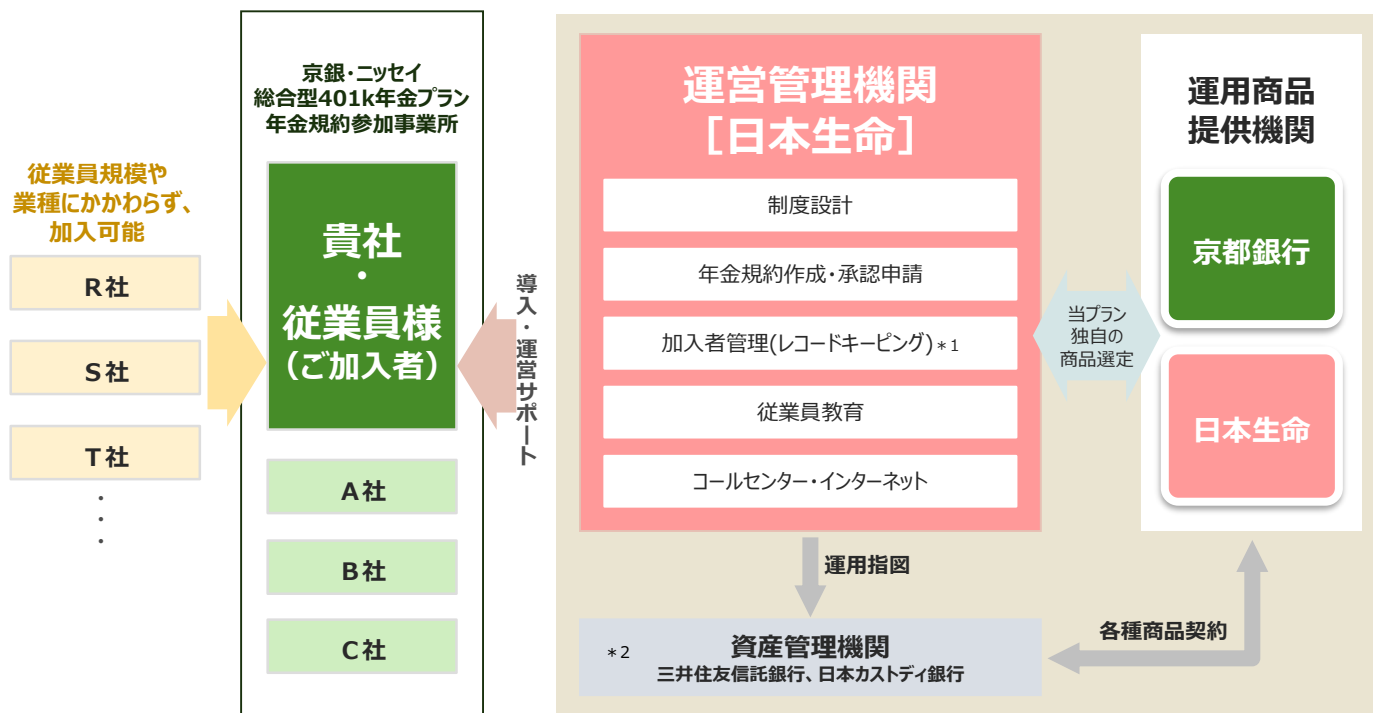 従業員規模や
業種にかかわらず、
加入可能
R社
S社
T社
・
・
・
京銀・ニッセイ
総合型401k年金プラン
年金規約参加事業所
貴社
・
従業員様
（ご加入者）
A社
B社
C社
導入・運営サポート
運営管理機関
［日本生命］
制度設計
年金規約作成・承認申請
加入者管理(レコードキーピング)＊1
従業員教育
コールセンター・インターネット
当プラン
独自の
商品選定
運用商品
提供機関
京都銀行
日本生命
運用指図
＊2 資産管理機関
三井住友信託銀行、日本カストディ銀行
各種商品契約